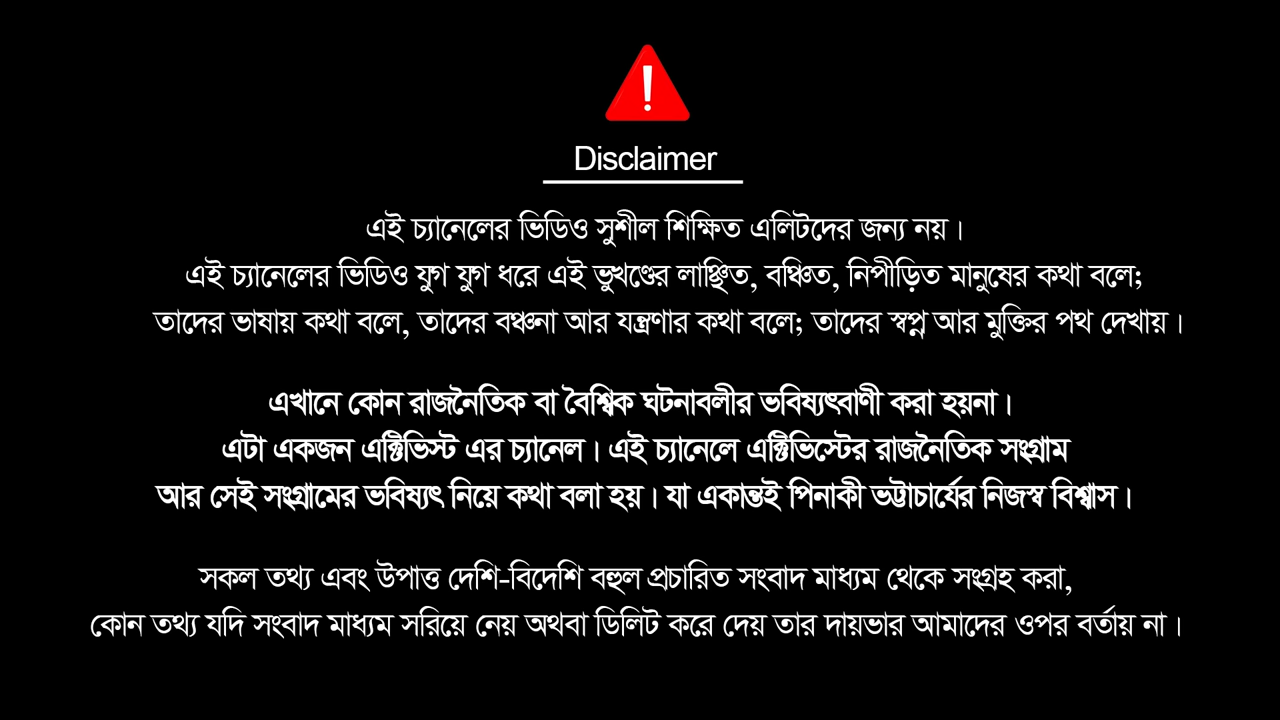 Disclaimer
এই চ্যানেলের ভিডিও সুশীল শিক্ষিত এলিটদের জন্য নয়।
এই চ্যানেলের ভিডিও যুগ যুগ ধরে এই ভুখণ্ডের লাঞ্ছিত, বঞ্চিত, নিপীড়িত মানুষের কথা বলে;
তাদের ভাষায় কথা বলে, তাদের বঞ্চনা আর যন্ত্রণার কথা বলে; তাদের স্বপ্ন আর মুক্তির পথ দেখায়।
এখানে কোন রাজনৈতিক বা বৈশ্বিক ঘটনাবলীর ভবিষ্যৎবাণী করা হয়না।
এটা একজন এক্টিভিস্ট এর চ্যানেল। এই চ্যানেলে এক্টিভিস্টের রাজনৈতিক সংগ্রাম
আর সেই সংগ্রামের ভবিষ্যৎ নিয়ে কথা বলা হয়। যা একান্তই পিনাকী ভট্টাচার্যের নিজস্ব বিশ্বাস।
সকল তথ্য এবং উপাত্ত দেশি-বিদেশি বহুল প্রচারিত সংবাদ মাধ্যম থেকে সংগ্রহ করা,
কোন তথ্য যদি সংবাদ মাধ্যম সরিয়ে নেয় অথবা ডিলিট করে দেয় তার দায়ভার আমাদের ওপর বর্তায় না।